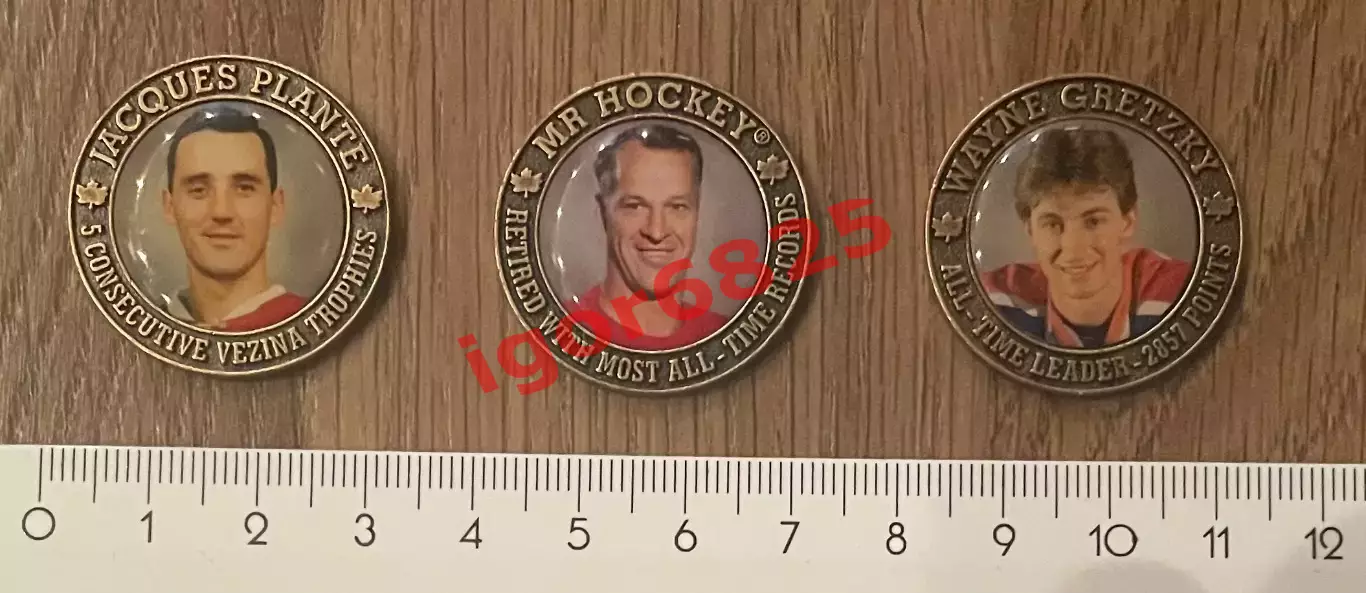 JACQUES PLANTE
5 CONSECUTIVE VEZINA TROPHIES
MR HOCKEY®
RETIRED WITH MOST ALL-TIME RECORDS
WAYNE GRETZKY
ALL-TIME LEADER-2857 POINTS
igor6825
0 1 2 3 4 5 6 7 8 9 10 11 12